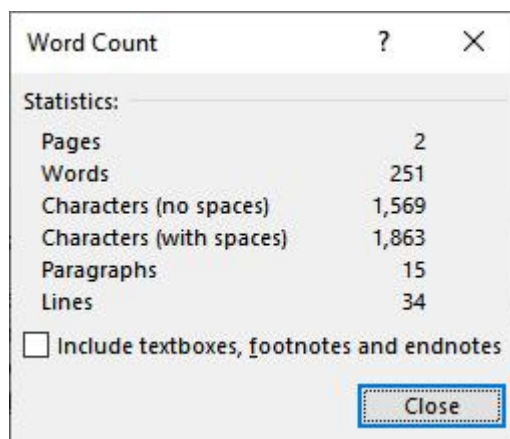 Word Count ? ×
Statistics:
Pages 2
Words 251
Characters (no spaces) 1,569
Characters (with spaces) 1,863
Paragraphs 15
Lines 34
Include textboxes, footnotes and endnotes
Close